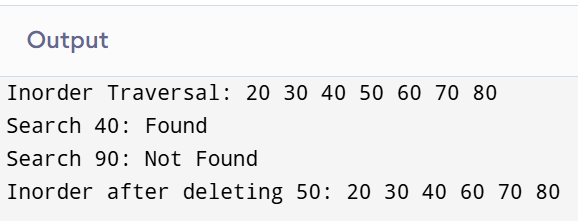 Output
Inorder Traversal: 20 30 40 50 60 70 80
Search 40: Found
Search 90: Not Found
Inorder after deleting 50: 20 30 40 60 70 80